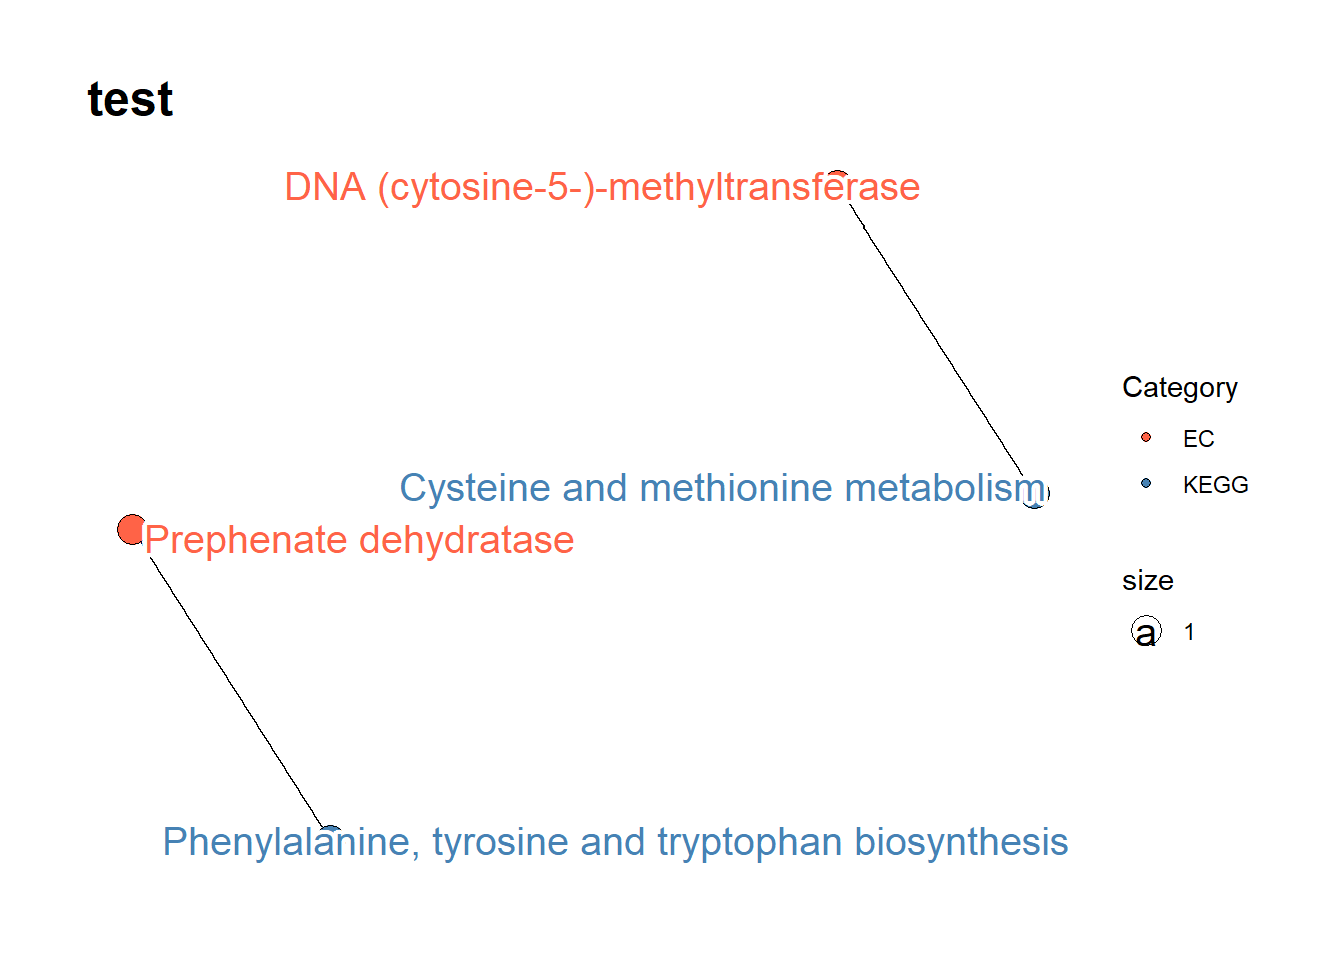 test
DNA (cytosine-5-)-methyltransferase
Category
EC
Cysteine and methionine metabolism
KEGG
Prephenate dehydratase
size
a 1
Phenylalanine, tyrosine and tryptophan biosynthesis